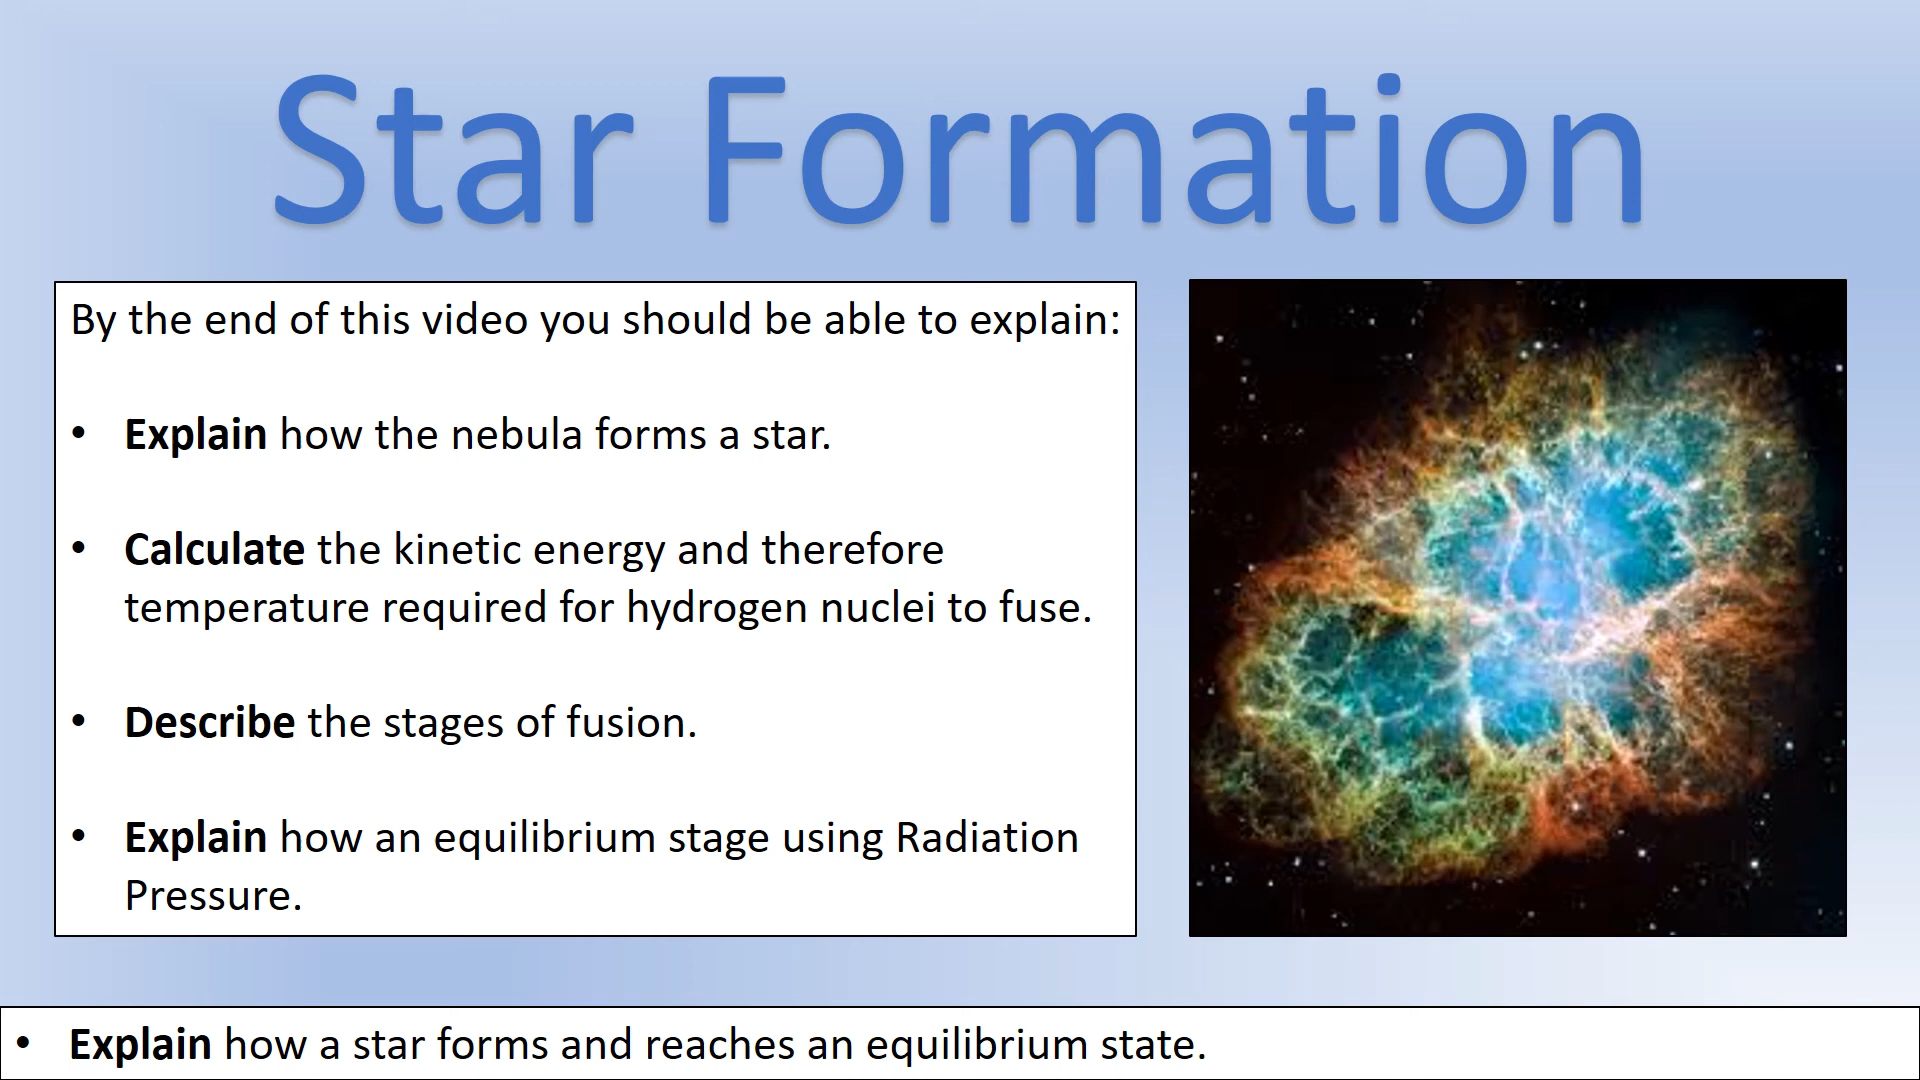 Star Formation
By the end of this video you should be able to explain:
• Explain how the nebula forms a star.
• Calculate the kinetic energy and therefore
temperature required for hydrogen nuclei to fuse.
• Describe the stages of fusion.
• Explain how an equilibrium stage using Radiation
Pressure.
• Explain how a star forms and reaches an equilibrium state.